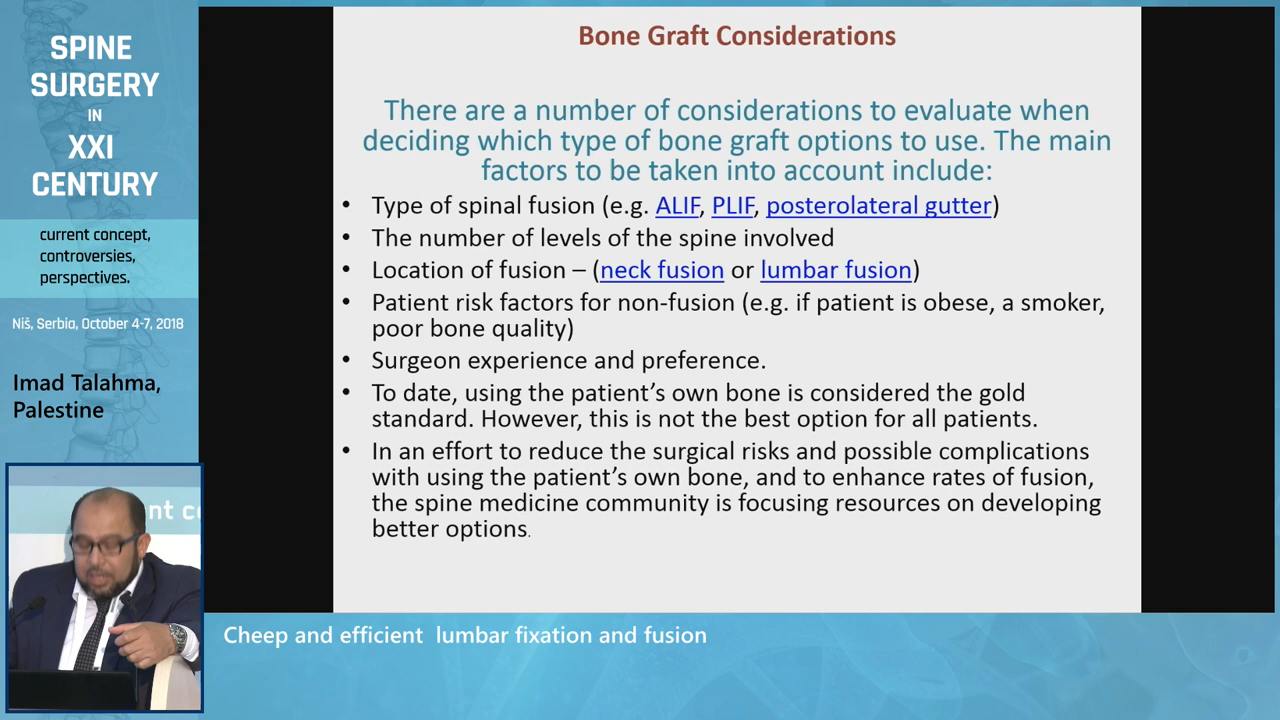 SPINE
SURGERY
IN
XXI
CENTURY
current concept,
controversies,
perspectives.
Niš, Serbia, October 4-7, 2018
Imad Talahma,
Palestine
Bone Graft Considerations
There are a number of considerations to evaluate when
deciding which type of bone graft options to use. The main
factors to be taken into account include:
• Type of spinal fusion (e.g. ALIF, PLIF, posterolateral gutter)
• The number of levels of the spine involved
• Location of fusion – (neck fusion or lumbar fusion)
• Patient risk factors for non-fusion (e.g. if patient is obese, a smoker,
poor bone quality)
• Surgeon experience and preference.
• To date, using the patient’s own bone is considered the gold
standard. However, this is not the best option for all patients.
• In an effort to reduce the surgical risks and possible complications
with using the patient’s own bone, and to enhance rates of fusion,
the spine medicine community is focusing resources on developing
better options.
Cheep and efficient lumbar fixation and fusion